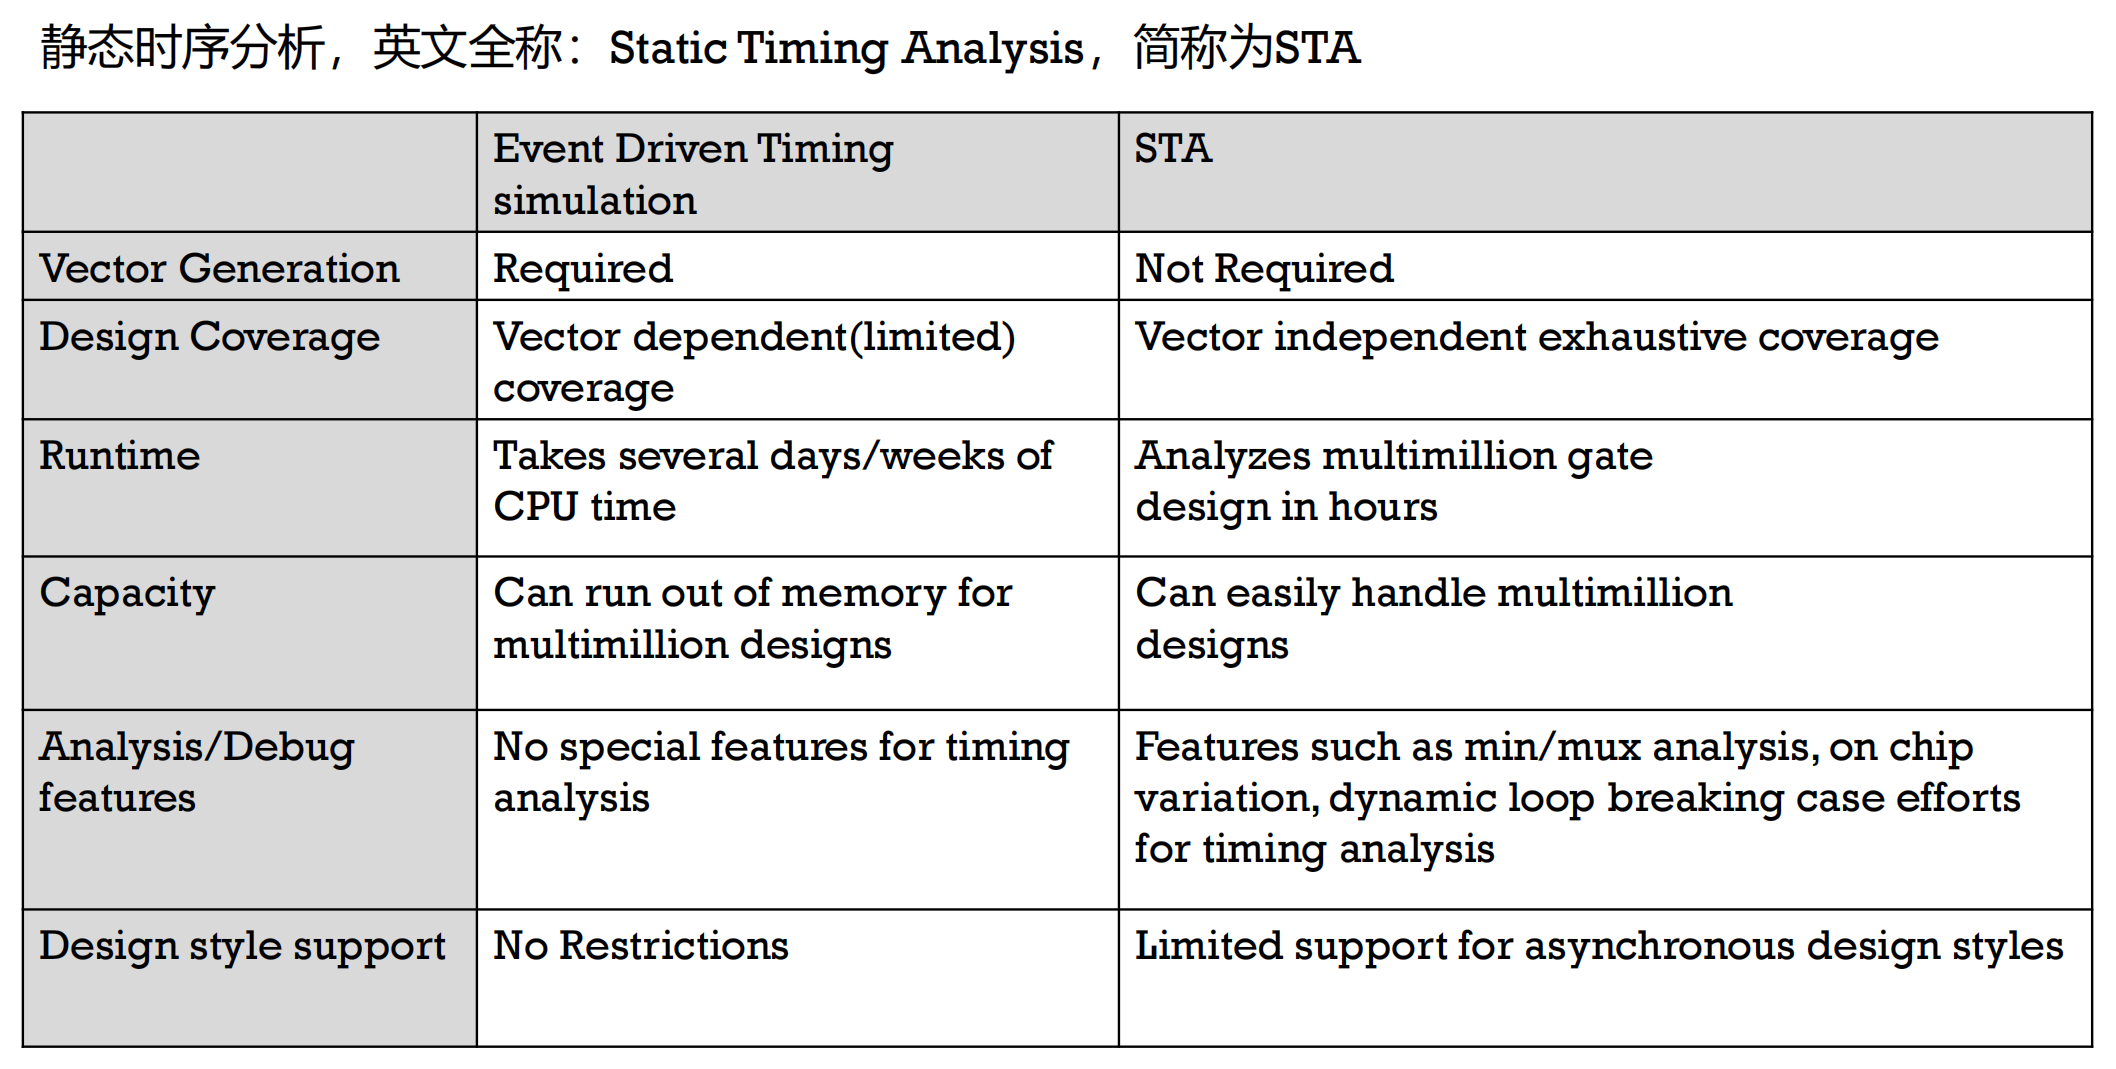 静态时序分析，英文全称：Static Timing Analysis，简称为STA
Event Driven Timing
simulation
STA
Vector Generation
Required
Not Required
Design Coverage
Vector dependent(limited)
coverage
Vector independent exhaustive coverage
Runtime
Takes several days/weeks of
CPU time
Analyzes multimillion gate
design in hours
Capacity
Can run out of memory for
multimillion designs
Can easily handle multimillion
designs
Analysis/Debug
features
No special features for timing
analysis
Features such as min/mux analysis, on chip
variation, dynamic loop breaking case efforts
for timing analysis
Design style support
No Restrictions
Limited support for asynchronous design styles